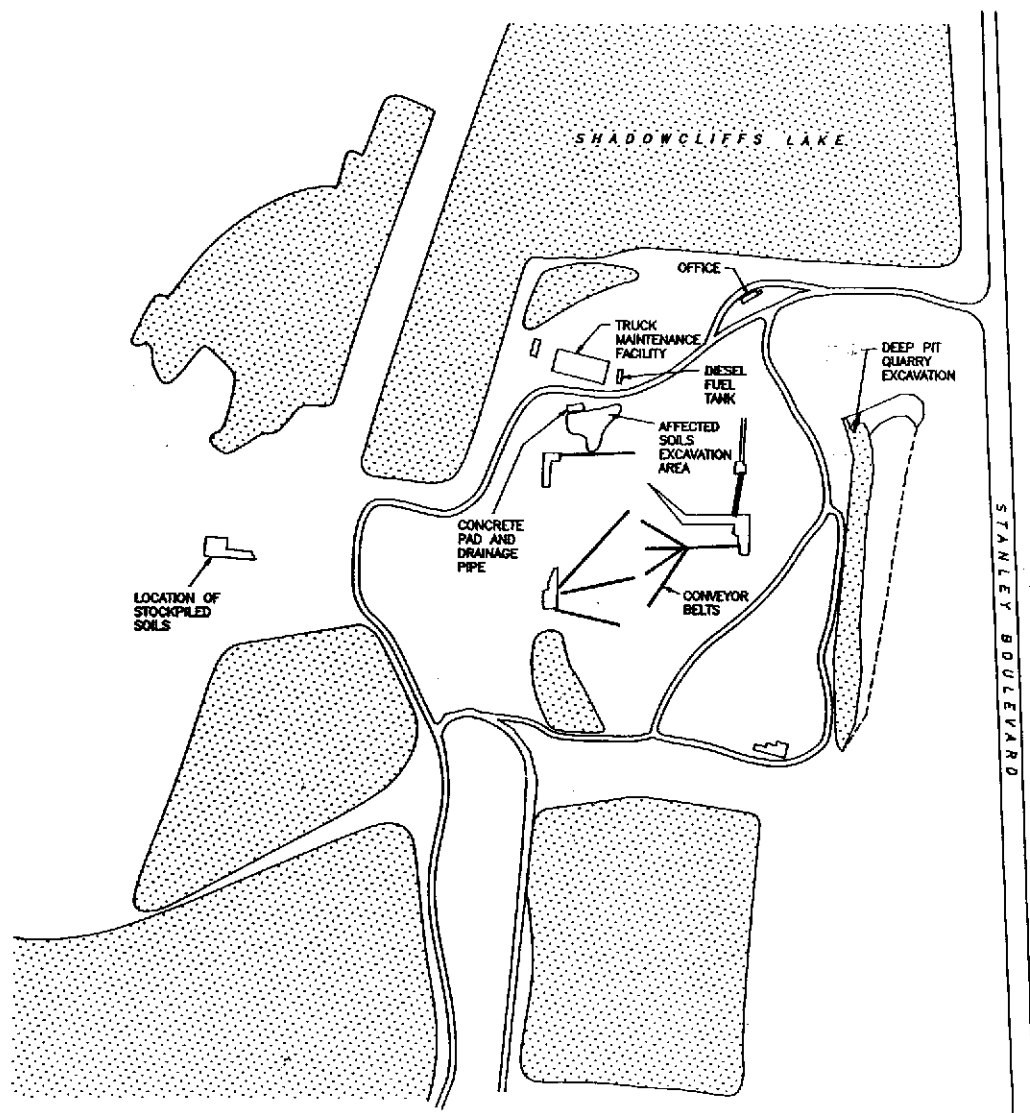 SHADOWCLIFFS LAKE
OFFICE
TRUCK
MAINTENANCE
FACILITY
DIESEL
FUEL
TANK
DEEP PIT
QUARRY
EXCAVATION
AFFECTED
SOILS
EXCAVATION
AREA
CONCRETE
PAD AND
DRAINAGE
PIPE
CONVEYOR
BELTS
LOCATION OF
STOCKPILED
SOILS
STANLEY BOULEVARD